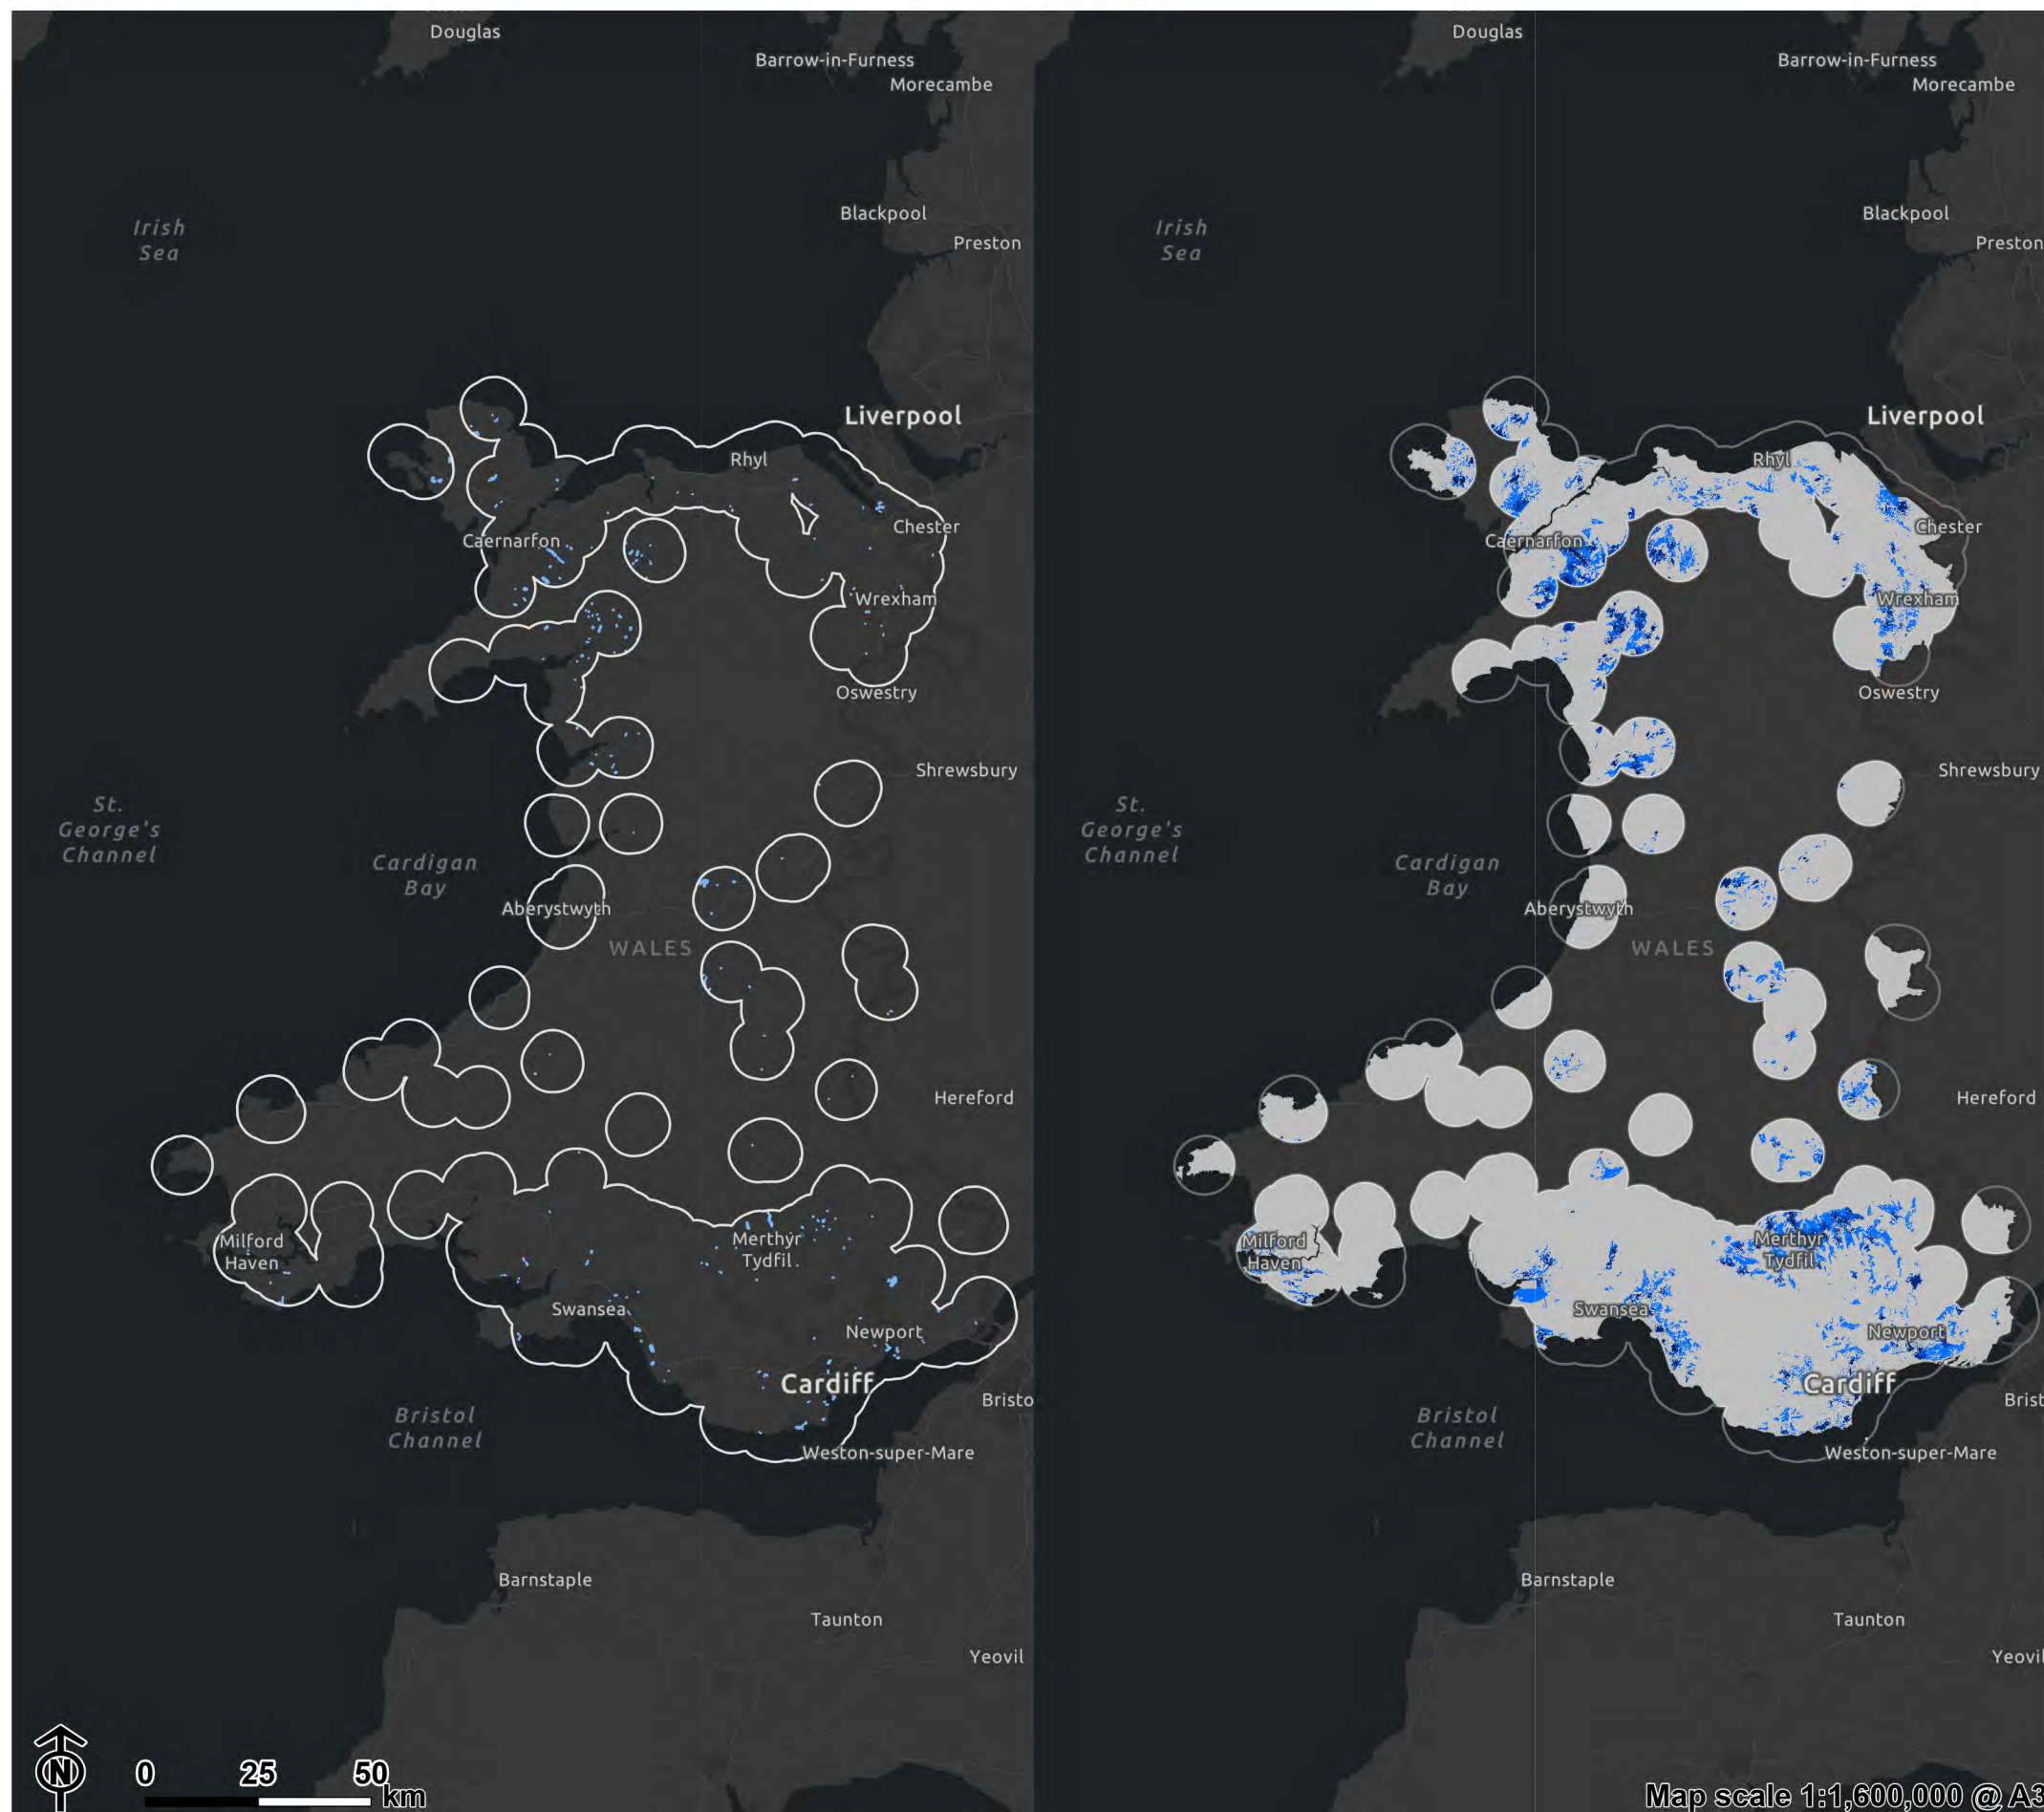 Douglas
Barrow-in-Furness
Morecambe
Blackpool
Preston
Irish
Sea
Liverpool
Rhyl
Chester
Caernarfon
Wrexham
Oswestry
Shrewsbury
St.
George's
Channel
Cardigan
Bay
Aberystwyth
WALES
Hereford
Milford
Haven
Merthyr
Tydfil
Swansea
Newport
Cardiff
Bristo
Bristol
Channel
Weston-super-Mare
Barnstaple
Taunton
Yeovil
N
0 25 50
km
Douglas
Barrow-in-Furness
Morecambe
Blackpool
Preston
Irish
Sea
Liverpool
Rhyl
Chester
Caernarfon
Wrexham
Oswestry
Shrewsbury
St.
George's
Channel
Cardigan
Bay
Aberystwyth
WALES
Hereford
Milford
Haven
Merthyr
Tydfil
Swansea
Newport
Cardiff
Brist
Bristol
Channel
Weston-super-Mare
Barnstaple
Taunton
Yeovil
Map scale 1:1,600,000 @ A3